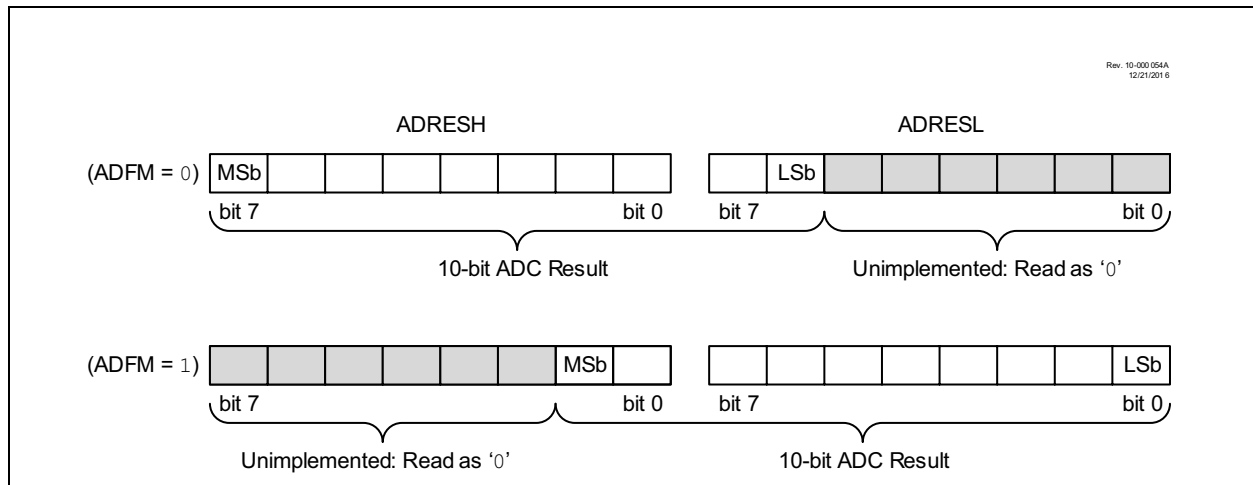 Rev. 10-000 054A
12/21/201 6
ADRESH ADRESL
(ADFM = 0) MSb LSb
bit 7 bit 0 bit 7 bit 0
10-bit ADC Result Unimplemented: Read as ‘0’
(ADFM = 1) MSb LSb
bit 7 bit 0 bit 7 bit 0
Unimplemented: Read as ‘0’ 10-bit ADC Result